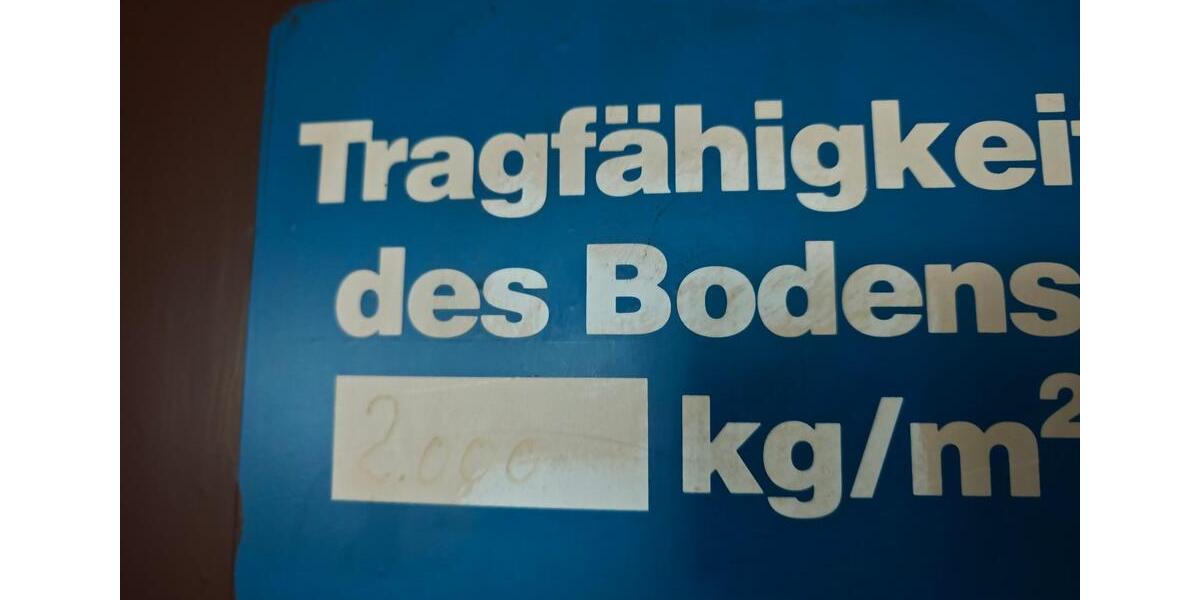 Tragfähigkeit
des Bodens
2.000 kg/m²